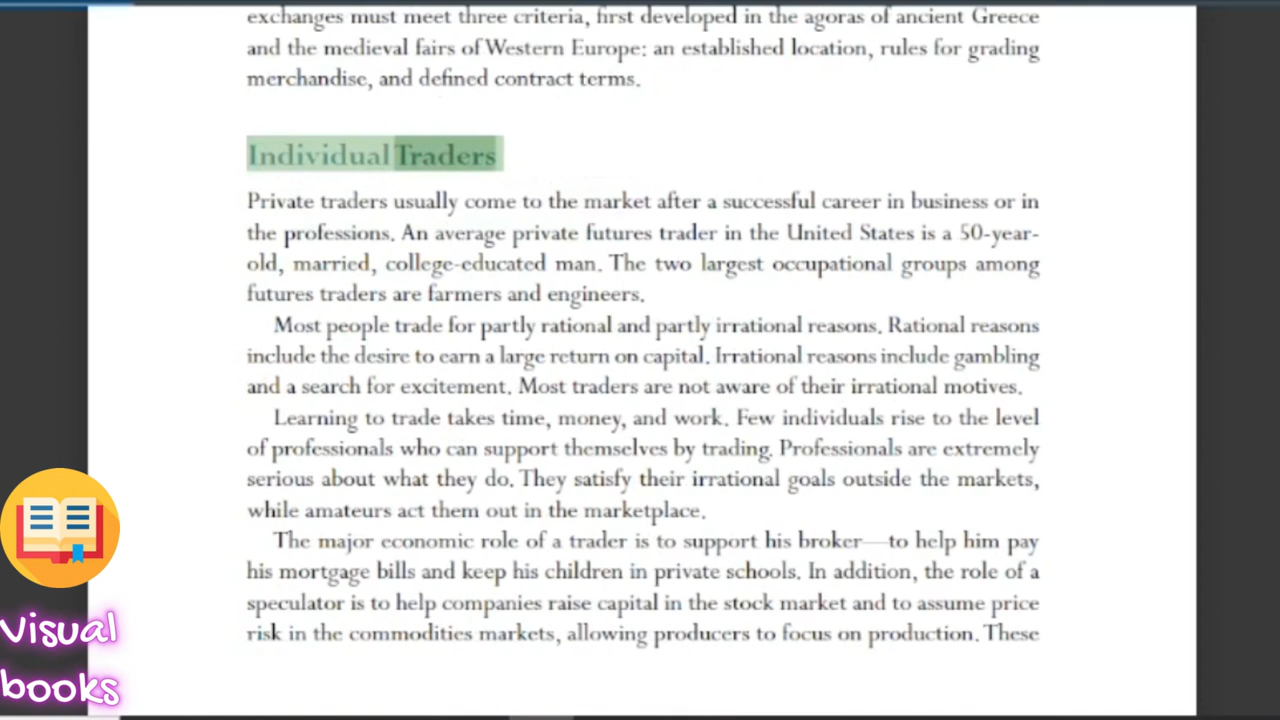 exchanges must meet three criteria, first developed in the agoras of ancient Greece
and the medieval fairs of Western Europe: an established location, rules for grading
merchandise, and defined contract terms.
Individual Traders
Private traders usually come to the market after a successful career in business or in
the professions. An average private futures trader in the United States is a 50-year-
old, married, college-educated man. The two largest occupational groups among
futures traders are farmers and engineers.
Most people trade for partly rational and partly irrational reasons. Rational reasons
include the desire to earn a large return on capital. Irrational reasons include gambling
and a search for excitement. Most traders are not aware of their irrational motives.
Learning to trade takes time, money, and work. Few individuals rise to the level
of professionals who can support themselves by trading. Professionals are extremely
serious about what they do. They satisfy their irrational goals outside the markets,
while amateurs act them out in the marketplace.
The major economic role of a trader is to support his broker—to help him pay
his mortgage bills and keep his children in private schools. In addition, the role of a
speculator is to help companies raise capital in the stock market and to assume price
risk in the commodities markets, allowing producers to focus on production. These
Visual
books